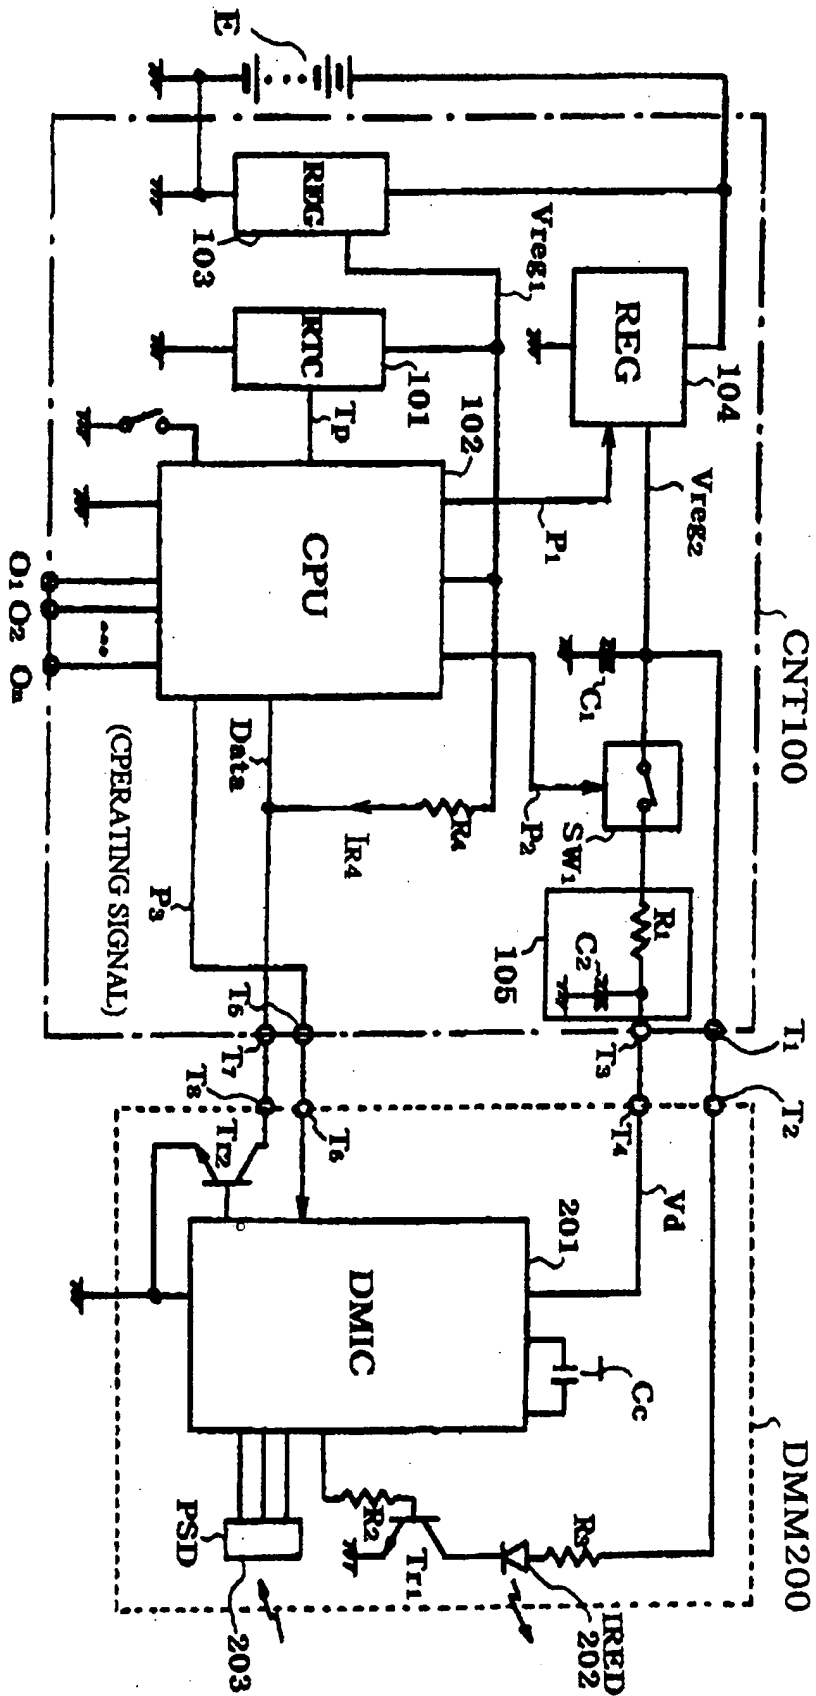 E
REG
103
RTC
101
Tp
Vreg1
REG
104
Vreg2
102
CPU
P1
P2
O1 O2 On
C1
SW1
CNT100
Data
IR4
R4
P3
(CPERATING SIGNAL)
R1
C2
105
T1
T3
T6
T7
T2
T4
T6
T8
Tr2
Vd
201
DMIC
Cc
DMM200
PSD
203
R2
Tr1
R3
IRED
202